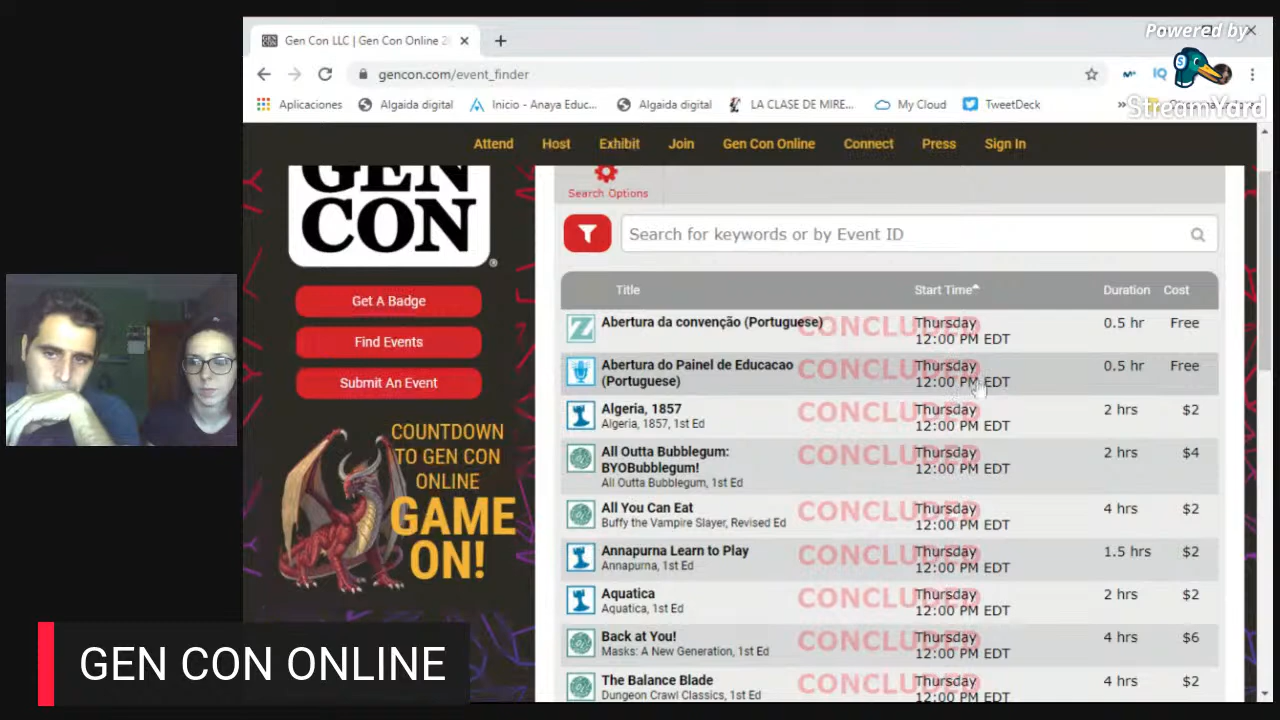 Powered by
StreamYard
Gen Con LLC | Gen Con Online 2
gencon.com/event_finder
Aplicaciones
Algaida digital
Inicio - Anaya Educ...
Algaida digital
LA CLASE DE MIRE...
My Cloud
TweetDeck
»
Attend
Host
Exhibit
Join
Gen Con Online
Connect
Press
Sign In
GEN
CON
®
Get A Badge
Find Events
Submit An Event
COUNTDOWN
TO GEN CON
ONLINE
GAME
ON!
Search Options
Search for keywords or by Event ID
Title Start Time Duration Cost
Abertura da convenção (Portuguese) CONCLUDED Thursday 0.5 hr Free
12:00 PM EDT
Abertura do Painel de Educacao CONCLUDED Thursday 0.5 hr Free
(Portuguese) 12:00 PM EDT
Algeria, 1857 CONCLUDED Thursday 2 hrs $2
Algeria, 1857, 1st Ed 12:00 PM EDT
All Outta Bubblegum: CONCLUDED Thursday 2 hrs $4
BYOBubblegum! 12:00 PM EDT
All Outta Bubblegum, 1st Ed
All You Can Eat CONCLUDED Thursday 4 hrs $2
Buffy the Vampire Slayer, Revised Ed 12:00 PM EDT
Annapurna Learn to Play CONCLUDED Thursday 1.5 hrs $2
Annapurna, 1st Ed 12:00 PM EDT
Aquatica CONCLUDED Thursday 2 hrs $2
Aquatica, 1st Ed 12:00 PM EDT
Back at You! CONCLUDED Thursday 4 hrs $6
Masks: A New Generation, 1st Ed 12:00 PM EDT
The Balance Blade CONCLUDED Thursday 4 hrs $2
Dungeon Crawl Classics, 1st Ed 12:00 PM EDT
GEN CON ONLINE